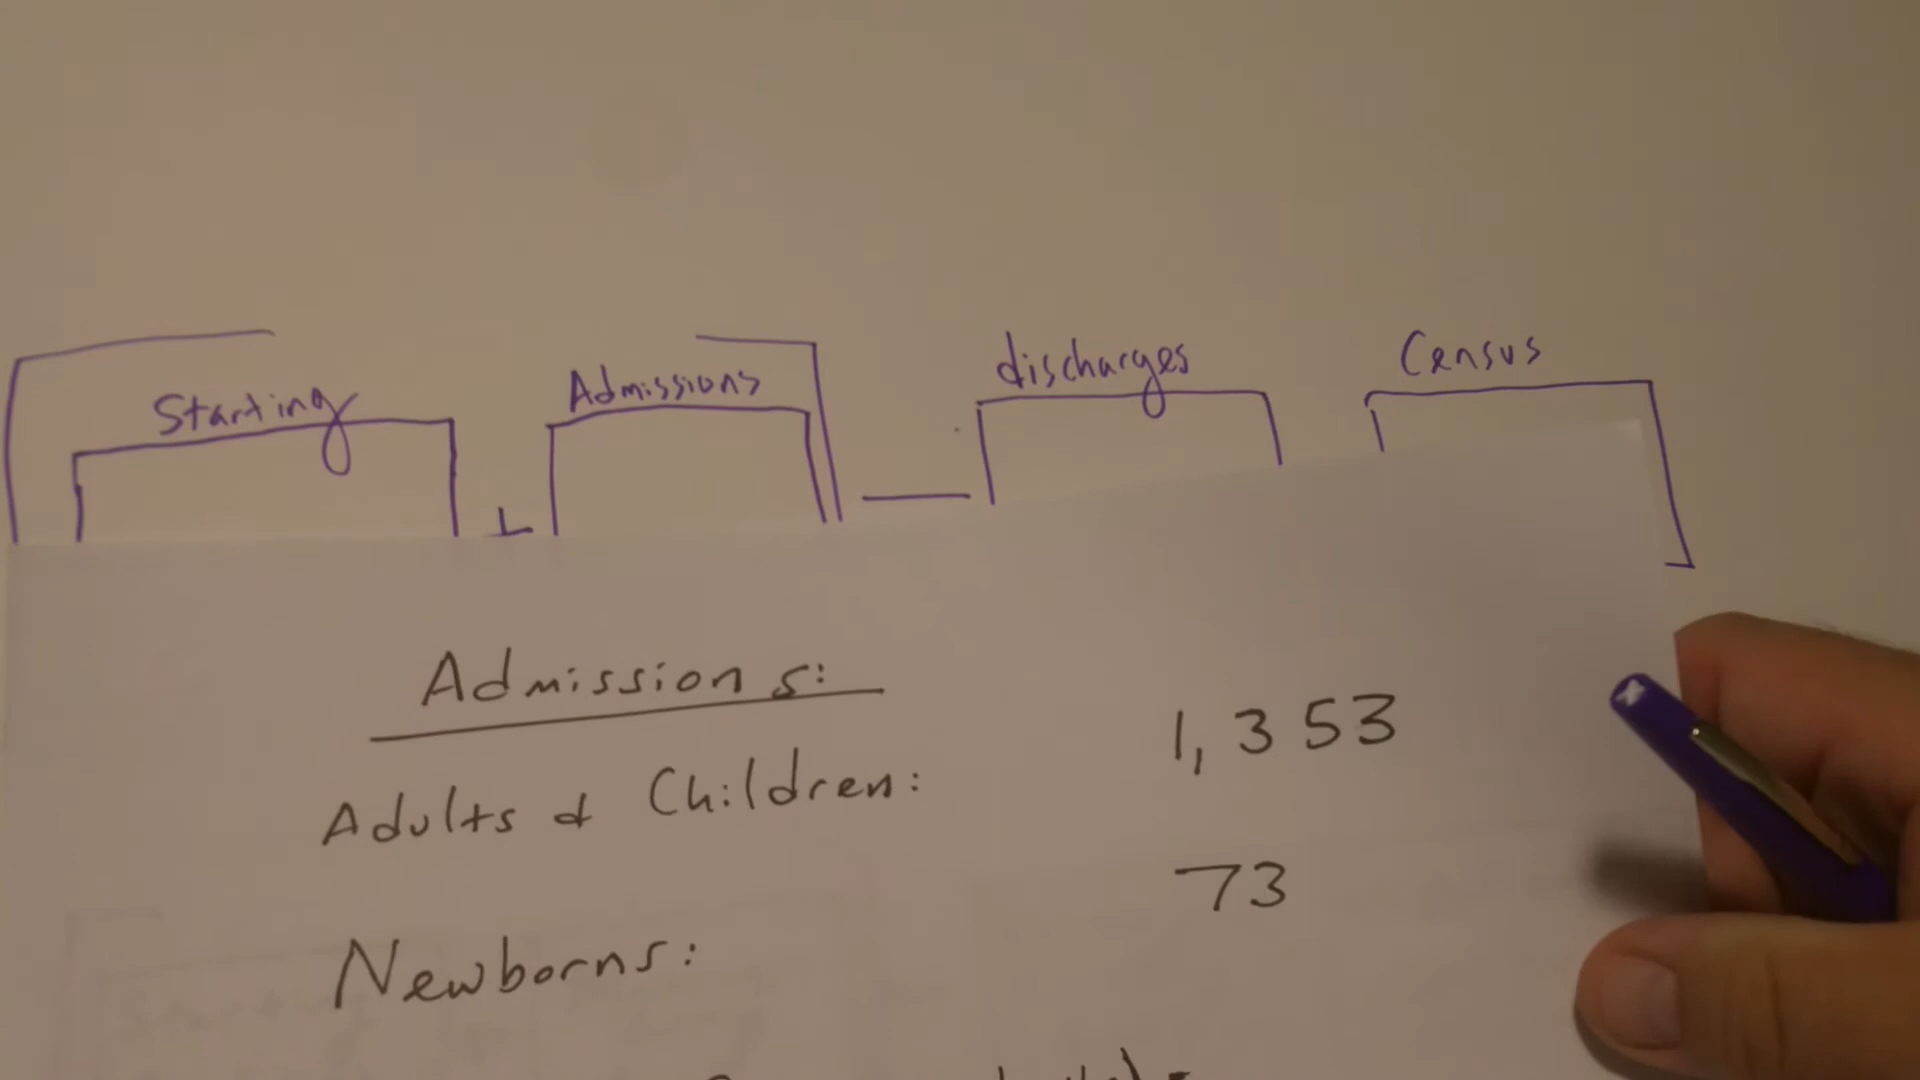 Starting Admissions discharges Census
+ —
Admissions:
Adults & Children: 1,353
Newborns: 73